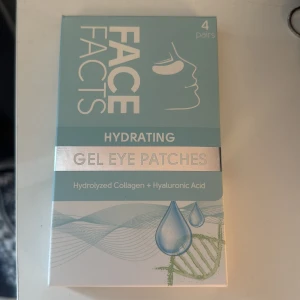 4
pairs
FACE
FACTS
HYDRATING
GEL EYE PATCHES
Hydrolyzed Collagen + Hyaluronic Acid